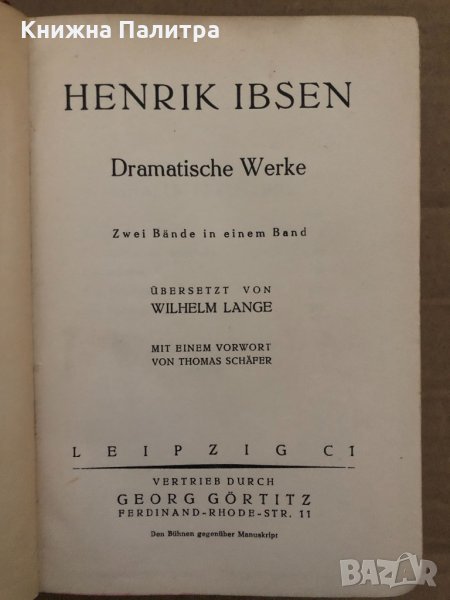 Книжна Палитра
HENRIK IBSEN
Dramatische Werke
Zwei Bände in einem Band
ÜBERSETZT VON
WILHELM LANGE
MIT EINEM VORWORT
VON THOMAS SCHÄFER
LEIPZIG C1
VERTRIEB DURCH
GEORG GÖRTITZ
FERDINAND-RHODE-STR. 11
Den Bühnen gegenüber Manuskript
BAZAR